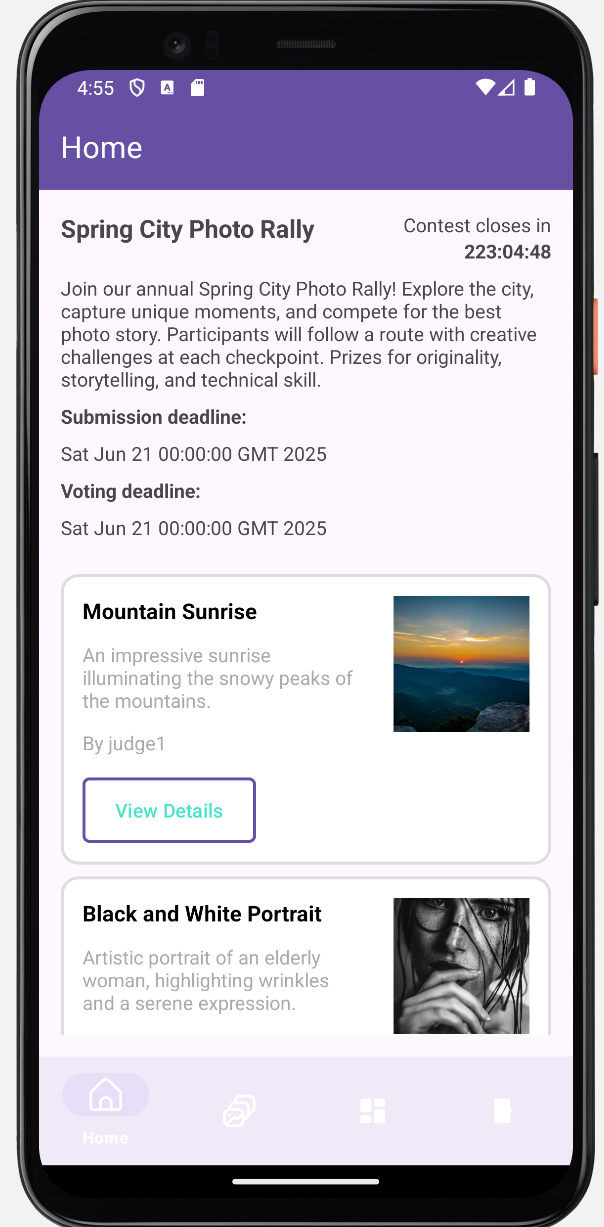 4:55
Home
Spring City Photo Rally
Contest closes in
223:04:48
Join our annual Spring City Photo Rally! Explore the city,
capture unique moments, and compete for the best
photo story. Participants will follow a route with creative
challenges at each checkpoint. Prizes for originality,
storytelling, and technical skill.
Submission deadline:
Sat Jun 21 00:00:00 GMT 2025
Voting deadline:
Sat Jun 21 00:00:00 GMT 2025
Mountain Sunrise
An impressive sunrise
illuminating the snowy peaks of
the mountains.
By judge1
View Details
Black and White Portrait
Artistic portrait of an elderly
woman, highlighting wrinkles
and a serene expression.
Home